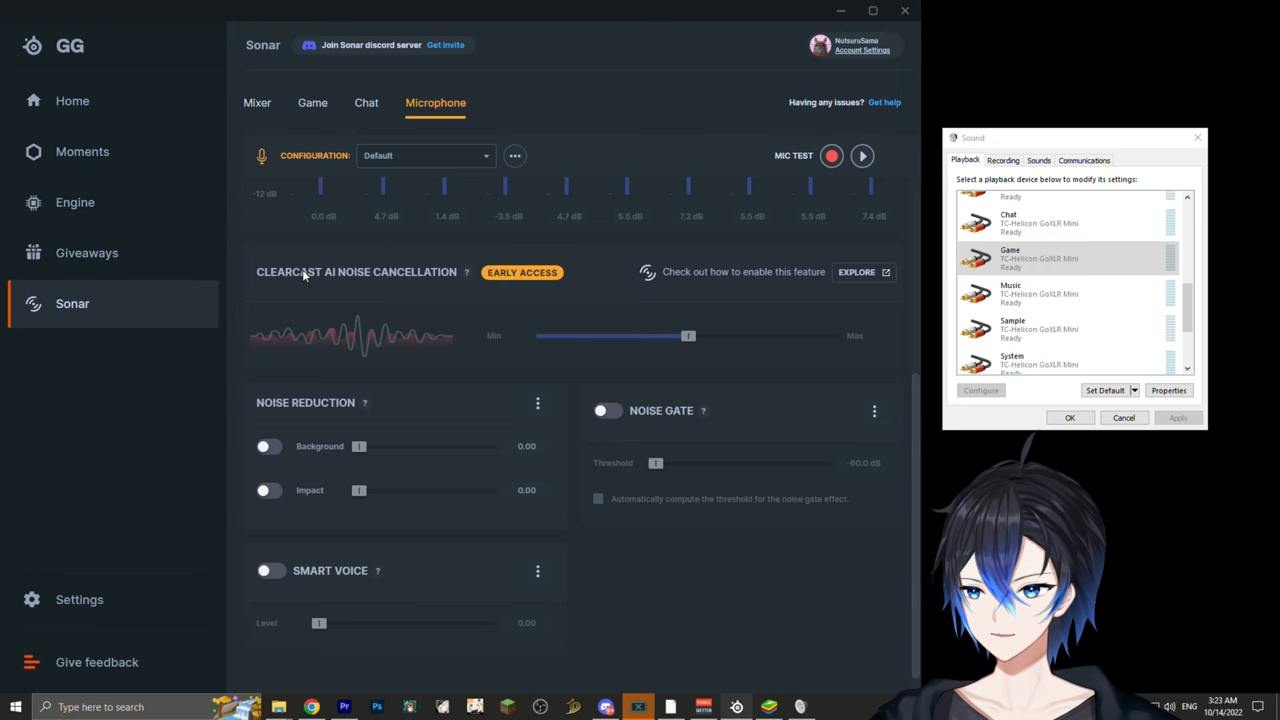 GG
Home
Moments
Engine
Giveaways
Sonar
Settings
Give feedback
Sonar
Join Sonar discord server Get invite
NutsuruSama
Account Settings
Mixer Game Chat Microphone
Having any issues? Get help
CONFIGURATION: Default
MIC TEST
-12 dB
0.0 dB 4.7 dB 1.4 dB -3.5 dB 4.7 dB 5.5 dB 7.2 dB 5.5 dB 5.5 dB 7.4 dB
CLEARCAST AI NOISE CANCELLATION EARLY ACCESS
Check out how to enable this feature EXPLORE
Min Max
NOISE REDUCTION ?
Background 0.00
Impact 0.00
NOISE GATE ?
Threshold -60.0 dB
Automatically compute the threshold for the noise gate effect.
SMART VOICE ?
Level 0.00
Sound
Playback Recording Sounds Communications
Select a playback device below to modify its settings:
Ready
Chat
TC-Helicon GoXLR Mini
Ready
Game
TC-Helicon GoXLR Mini
Ready
Music
TC-Helicon GoXLR Mini
Ready
Sample
TC-Helicon GoXLR Mini
Ready
System
TC-Helicon GoXLR Mini
Ready
Configure Set Default Properties
OK Cancel Apply
Type here to search
Pr Ps
ENG
3:23 AM
10/14/2022